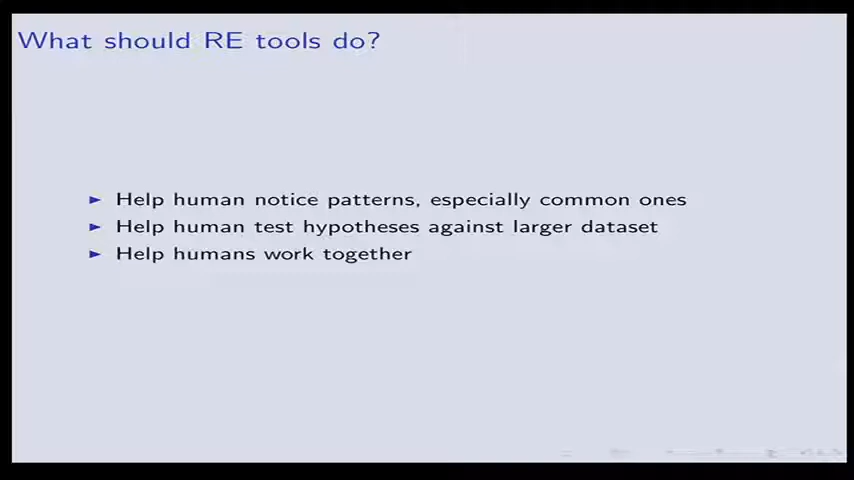 What should RE tools do?
Help human notice patterns, especially common ones
Help human test hypotheses against larger dataset
Help humans work together